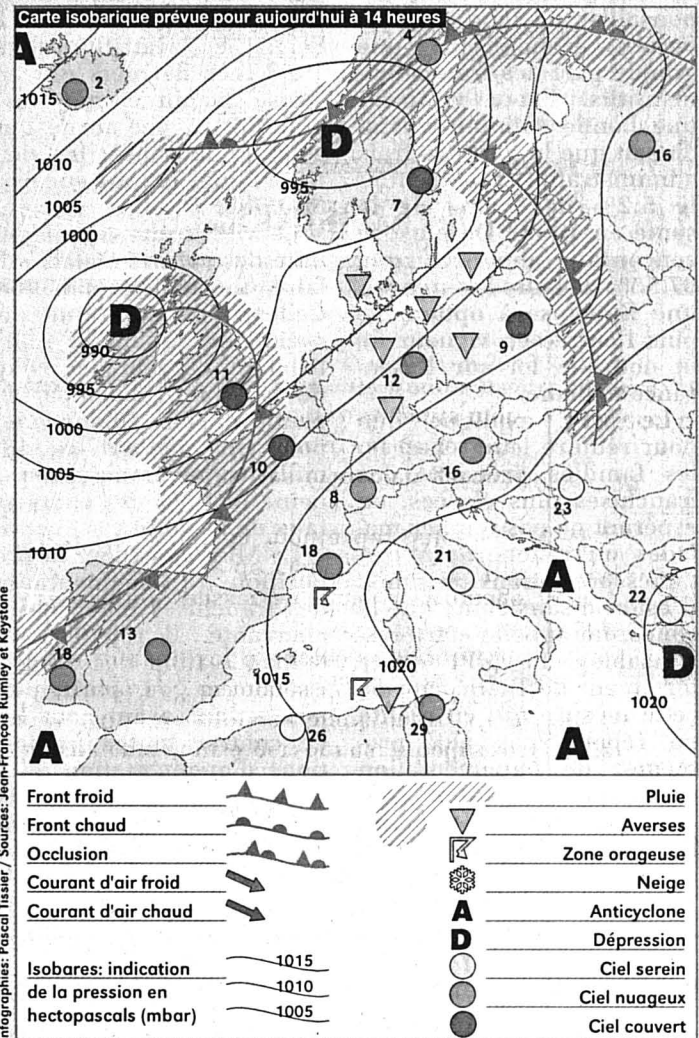 Carte isobarique prévue pour aujourd'hui à 14 heures
A
4
2
1015
D
16
1010
995
7
1005
1000
D
990
9
995
11
12
1000
10
16
1005
8
23
1010
18
21
A
22
13
18
D
1015
1020
1020
26
29
A
A
Front froid
Front chaud
Occlusion
Courant d'air froid
Courant d'air chaud
Isobares: indication
de la pression en
hectopascals (mbar)
1015
1010
1005
Pluie
Averses
Zone orageuse
Neige
A Anticyclone
D Dépression
Ciel serein
Ciel nuageux
Ciel couvert
Infographies: Pascal Tissier / Sources: Jean-François Rumley et Keystone